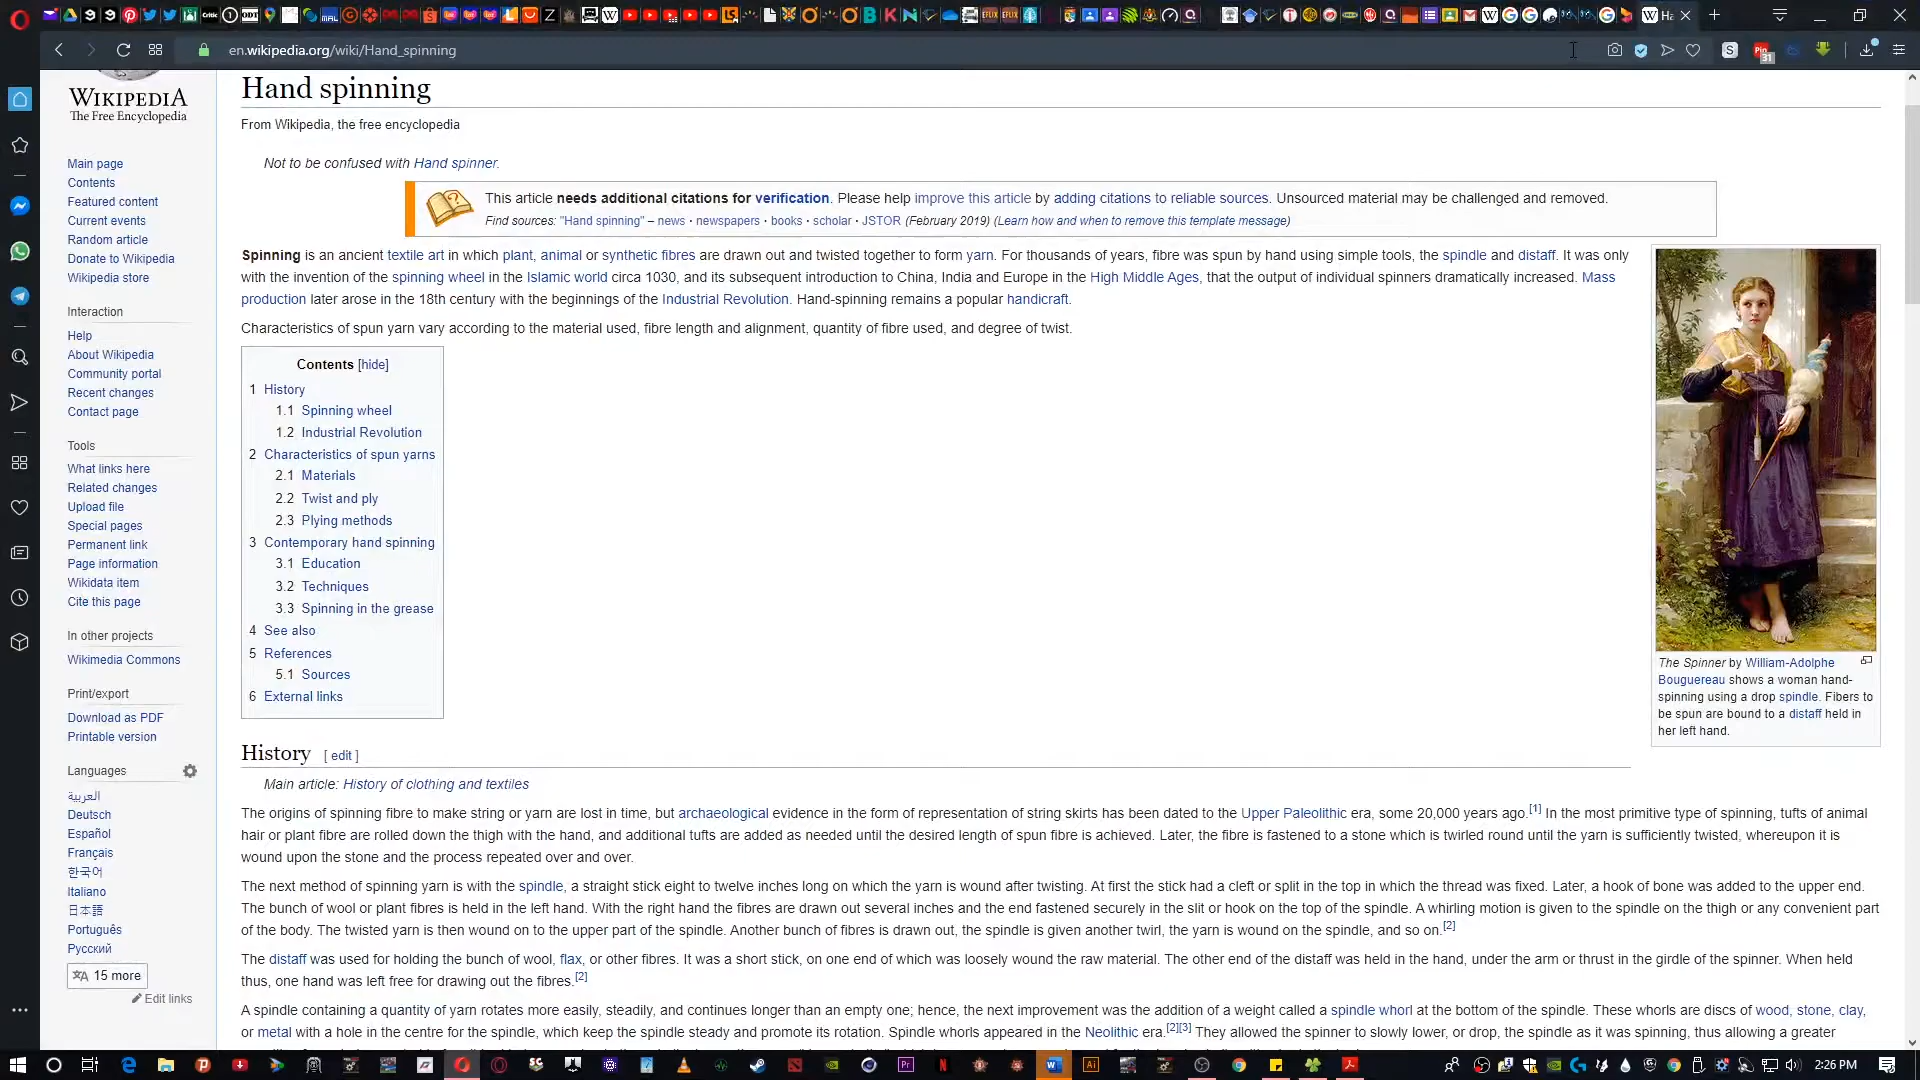 en.wikipedia.org/wiki/Hand_spinning
WIKIPEDIA
The Free Encyclopedia
Main page
Contents
Featured content
Current events
Random article
Donate to Wikipedia
Wikipedia store
Interaction
Help
About Wikipedia
Community portal
Recent changes
Contact page
Tools
What links here
Related changes
Upload file
Special pages
Permanent link
Page information
Wikidata item
Cite this page
In other projects
Wikimedia Commons
Print/export
Download as PDF
Printable version
Languages
العربية
Deutsch
Español
Français
한국어
Italiano
日本語
Português
Русский
15 more
Edit links
Hand spinning
From Wikipedia, the free encyclopedia
Not to be confused with Hand spinner.
This article needs additional citations for verification. Please help improve this article by adding citations to reliable sources. Unsourced material may be challenged and removed.
Find sources: "Hand spinning" – news · newspapers · books · scholar · JSTOR (February 2019) (Learn how and when to remove this template message)
Spinning is an ancient textile art in which plant, animal or synthetic fibres are drawn out and twisted together to form yarn. For thousands of years, fibre was spun by hand using simple tools, the spindle and distaff. It was only
with the invention of the spinning wheel in the Islamic world circa 1030, and its subsequent introduction to China, India and Europe in the High Middle Ages, that the output of individual spinners dramatically increased. Mass
production later arose in the 18th century with the beginnings of the Industrial Revolution. Hand-spinning remains a popular handicraft.
Characteristics of spun yarn vary according to the material used, fibre length and alignment, quantity of fibre used, and degree of twist.
Contents [hide]
1 History
1.1 Spinning wheel
1.2 Industrial Revolution
2 Characteristics of spun yarns
2.1 Materials
2.2 Twist and ply
2.3 Plying methods
3 Contemporary hand spinning
3.1 Education
3.2 Techniques
3.3 Spinning in the grease
4 See also
5 References
5.1 Sources
6 External links
The Spinner by William-Adolphe
Bouguereau shows a woman hand-
spinning using a drop spindle. Fibers to
be spun are bound to a distaff held in
her left hand.
History [ edit ]
Main article: History of clothing and textiles
The origins of spinning fibre to make string or yarn are lost in time, but archaeological evidence in the form of representation of string skirts has been dated to the Upper Paleolithic era, some 20,000 years ago.[1] In the most primitive type of spinning, tufts of animal
hair or plant fibre are rolled down the thigh with the hand, and additional tufts are added as needed until the desired length of spun fibre is achieved. Later, the fibre is fastened to a stone which is twirled round until the yarn is sufficiently twisted, whereupon it is
wound upon the stone and the process repeated over and over.
The next method of spinning yarn is with the spindle, a straight stick eight to twelve inches long on which the yarn is wound after twisting. At first the stick had a cleft or split in the top in which the thread was fixed. Later, a hook of bone was added to the upper end.
The bunch of wool or plant fibres is held in the left hand. With the right hand the fibres are drawn out several inches and the end fastened securely in the slit or hook on the top of the spindle. A whirling motion is given to the spindle on the thigh or any convenient part
of the body. The twisted yarn is then wound on to the upper part of the spindle. Another bunch of fibres is drawn out, the spindle is given another twirl, the yarn is wound on the spindle, and so on.[2]
The distaff was used for holding the bunch of wool, flax, or other fibres. It was a short stick, on one end of which was loosely wound the raw material. The other end of the distaff was held in the hand, under the arm or thrust in the girdle of the spinner. When held
thus, one hand was left free for drawing out the fibres.[2]
A spindle containing a quantity of yarn rotates more easily, steadily, and continues longer than an empty one; hence, the next improvement was the addition of a weight called a spindle whorl at the bottom of the spindle. These whorls are discs of wood, stone, clay,
or metal with a hole in the centre for the spindle, which keep the spindle steady and promote its rotation. Spindle whorls appeared in the Neolithic era.[2][3] They allowed the spinner to slowly lower, or drop, the spindle as it was spinning, thus allowing a greater
2:26 PM